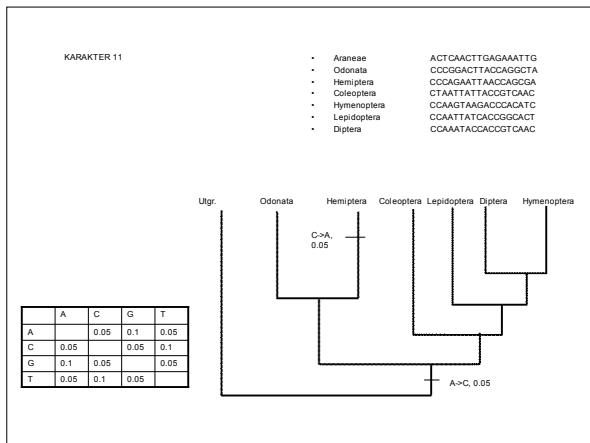 KARAKTER 11
• Araneae ACTCAACTTGAGAAATTG
• Odonata CCCGGACTTACCAGGCTA
• Hemiptera CCCAGAATTAACCAGCGA
• Coleoptera CTAATTATTACCGTCAAC
• Hymenoptera CCAAGTAAGACCCACATC
• Lepidoptera CCAATTATCACCGGCACT
• Diptera CCAAATACCACCGTCAAC
Utgr. Odonata Hemiptera Coleoptera Lepidoptera Diptera Hymenoptera
C->A,
0.05
A C G T
A 0.05 0.1 0.05
C 0.05 0.05 0.1
G 0.1 0.05 0.05
T 0.05 0.1 0.05
A->C, 0.05